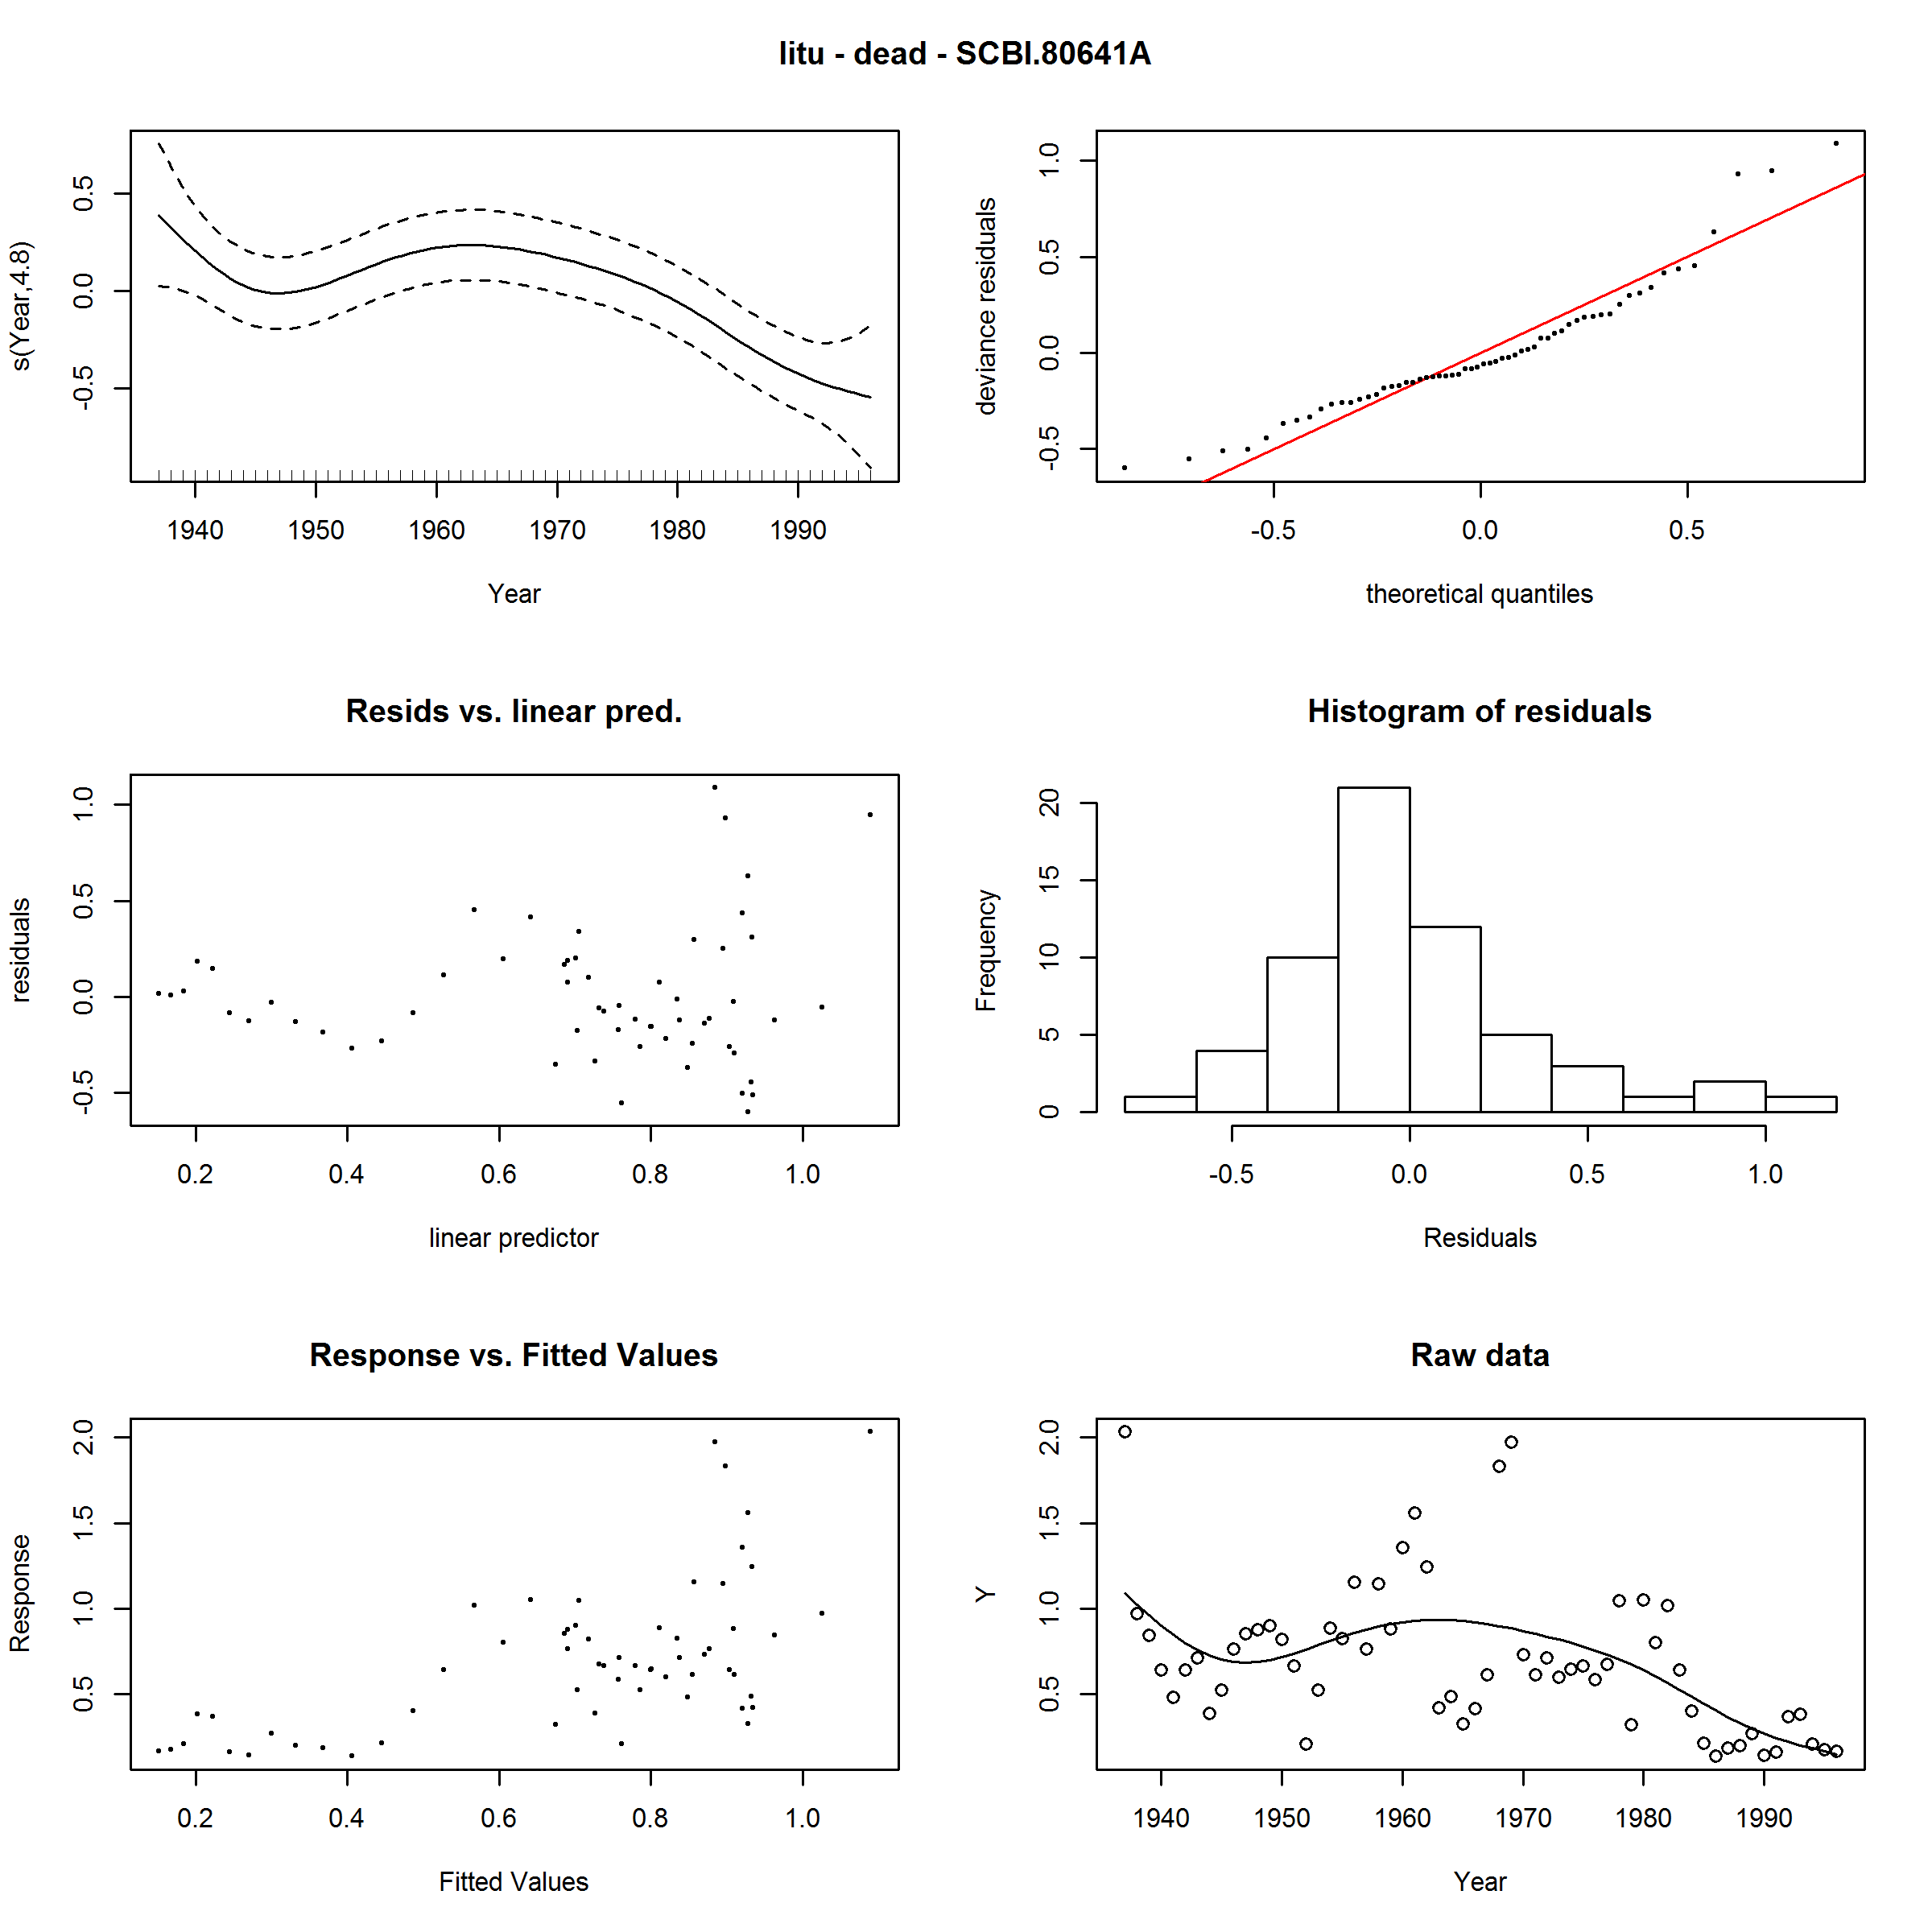 litu - dead - SCBI.80641A
s(Year,4.8)
0.5
0.0
-0.5
1940 1950 1960 1970 1980 1990
Year
deviance residuals
1.0
0.5
0.0
-0.5
-0.5 0.0 0.5
theoretical quantiles
Resids vs. linear pred.
residuals
1.0
0.5
0.0
-0.5
0.2 0.4 0.6 0.8 1.0
linear predictor
Histogram of residuals
Frequency
20
15
10
5
0
-0.5 0.0 0.5 1.0
Residuals
Response vs. Fitted Values
Response
2.0
1.5
1.0
0.5
0.2 0.4 0.6 0.8 1.0
Fitted Values
Raw data
Y
2.0
1.5
1.0
0.5
1940 1950 1960 1970 1980 1990
Year